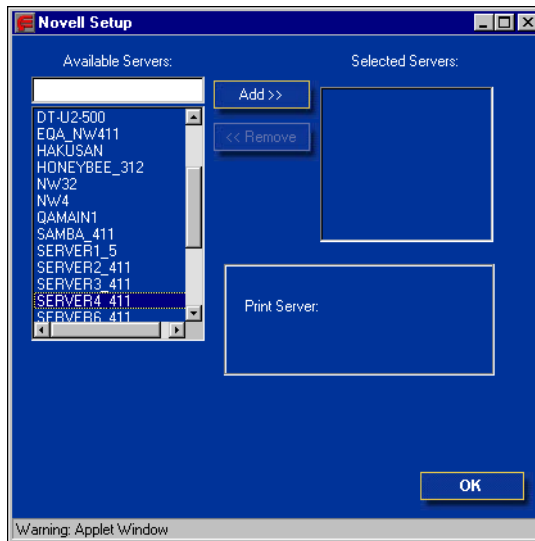 Novell Setup
Available Servers:
Selected Servers:
Add >>
<< Remove
DT-U2-500
EQA_NW411
HAKUSAN
HONEYBEE_312
NW32
NW4
QAMAIN1
SAMBA_411
SERVER1_5
SERVER2_411
SERVER3_411
SERVER4_411
SERVER6_411
Print Server:
OK
Warning: Applet Window